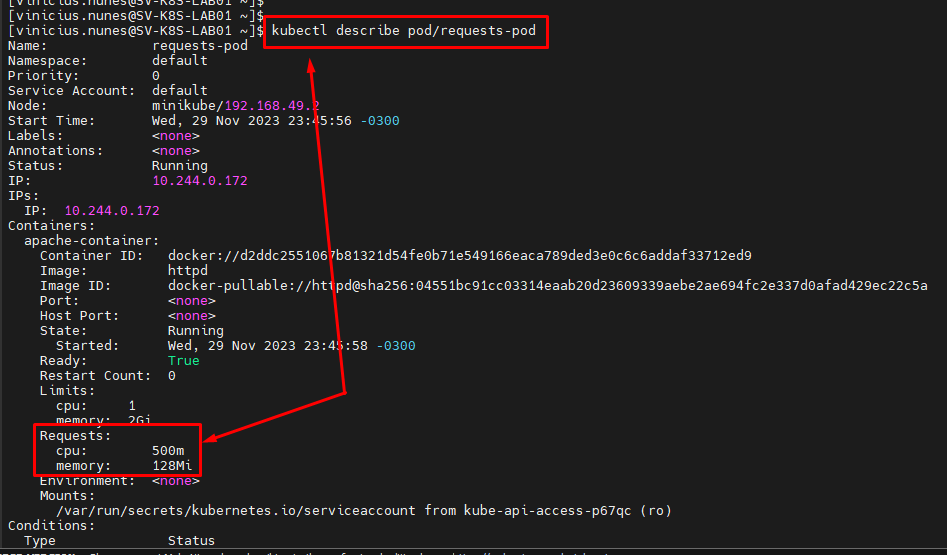 [vinicius.nunes@SV-K8S-LAB01 ~]$
[vinicius.nunes@SV-K8S-LAB01 ~]$
[vinicius.nunes@SV-K8S-LAB01 ~]$ kubectl describe pod/requests-pod
Name:             requests-pod
Namespace:        default
Priority:         0
Service Account:  default
Node:             minikube/192.168.49.2
Start Time:       Wed, 29 Nov 2023 23:45:56 -0300
Labels:           <none>
Annotations:      <none>
Status:           Running
IP:               10.244.0.172
IPs:
  IP:  10.244.0.172
Containers:
  apache-container:
    Container ID:   docker://d2ddc2551067b81321d54fe0b71e549166eaca789ded3e0c6c6addaf33712ed9
    Image:          httpd
    Image ID:       docker-pullable://httpd@sha256:04551bc91cc03314eaab20d23609339aebe2ae694fc2e337d0afad429ec22c5a
    Port:           <none>
    Host Port:      <none>
    State:          Running
      Started:      Wed, 29 Nov 2023 23:45:58 -0300
    Ready:          True
    Restart Count:  0
    Limits:
      cpu:     1
      memory:  2Gi
    Requests:
      cpu:        500m
      memory:     128Mi
    Environment:  <none>
    Mounts:
      /var/run/secrets/kubernetes.io/serviceaccount from kube-api-access-p67qc (ro)
Conditions:
  Type              Status